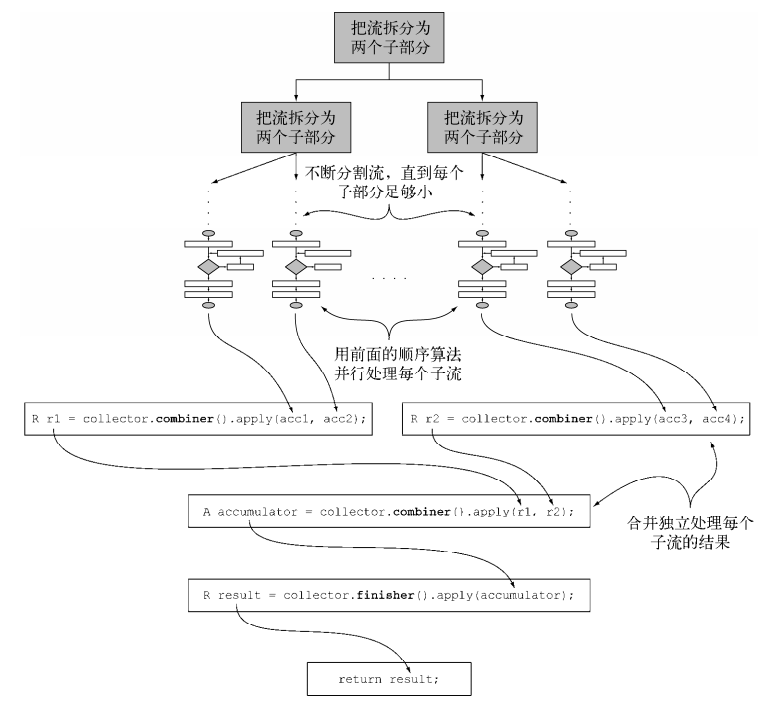 把流拆分为
两个子部分
把流拆分为
两个子部分
把流拆分为
两个子部分
不断分割流，直到每个
子部分足够小
. . . .
用前面的顺序算法
并行处理每个子流
R r1 = collector.combiner().apply(acc1, acc2);
R r2 = collector.combiner().apply(acc3, acc4);
A accumulator = collector.combiner().apply(r1, r2);
合并独立处理每个
子流的结果
R result = collector.finisher().apply(accumulator);
return result;